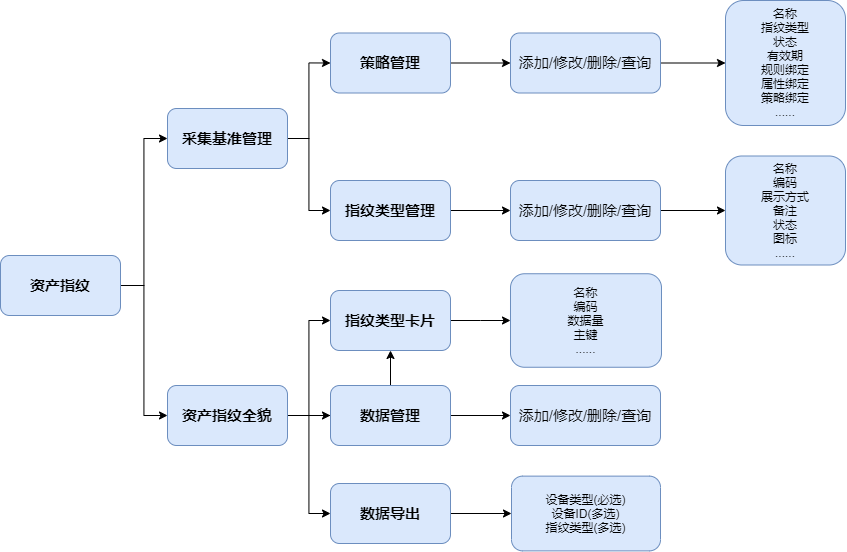 资产指纹
采集基准管理
策略管理
添加/修改/删除/查询
名称
指纹类型
状态
有效期
规则绑定
属性绑定
策略绑定
......
指纹类型管理
添加/修改/删除/查询
名称
编码
展示方式
备注
状态
图标
......
资产指纹全貌
指纹类型卡片
名称
编码
数据量
主键
......
数据管理
添加/修改/删除/查询
数据导出
设备类型(必选)
设备ID(多选)
指纹类型(多选)